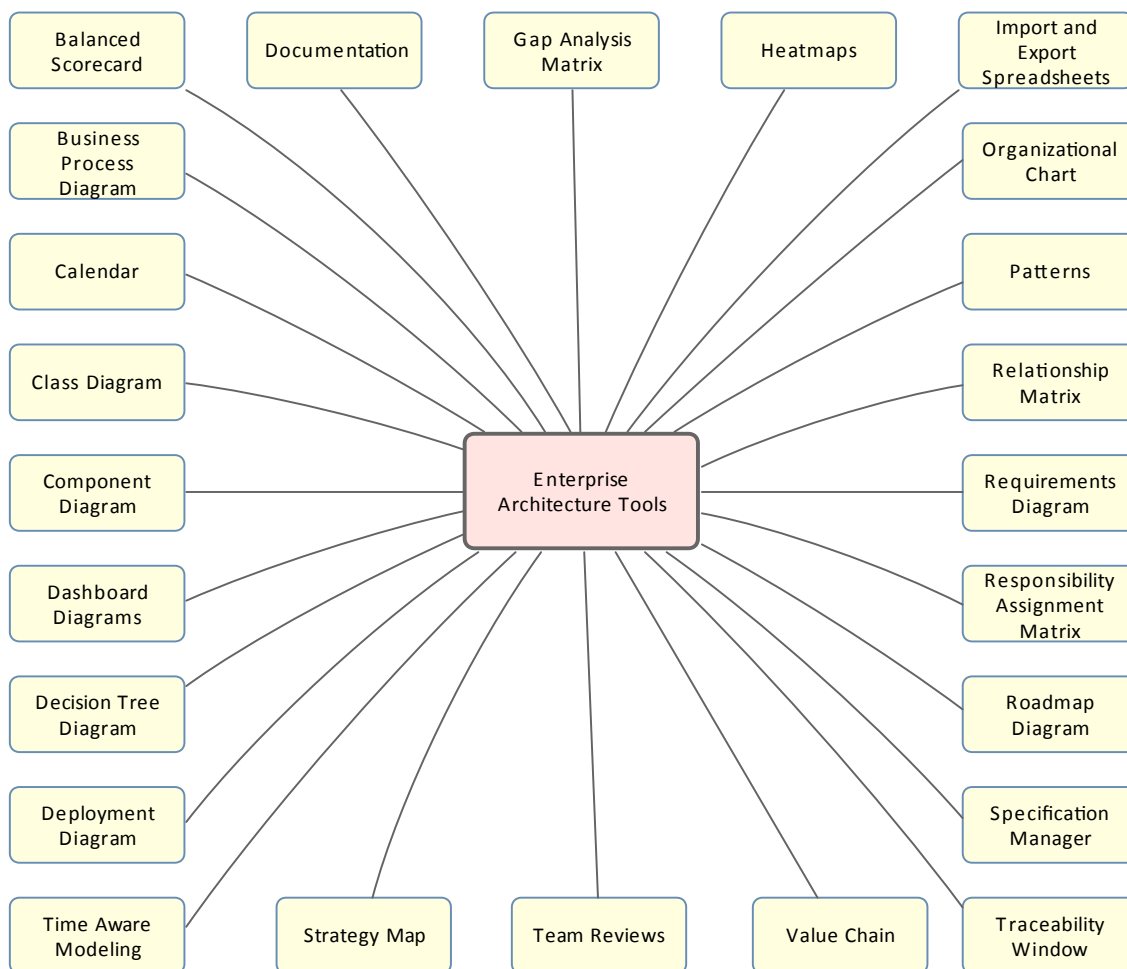 Balanced
Scorecard
Documentation
Gap Analysis
Matrix
Heatmaps
Import and
Export
Spreadsheets
Business
Process
Diagram
Organizational
Chart
Calendar
Patterns
Class Diagram
Relationship
Matrix
Enterprise
Architecture Tools
Component
Diagram
Requirements
Diagram
Dashboard
Diagrams
Responsibility
Assignment
Matrix
Decision Tree
Diagram
Roadmap
Diagram
Deployment
Diagram
Specification
Manager
Time Aware
Modeling
Strategy Map
Team Reviews
Value Chain
Traceability
Window